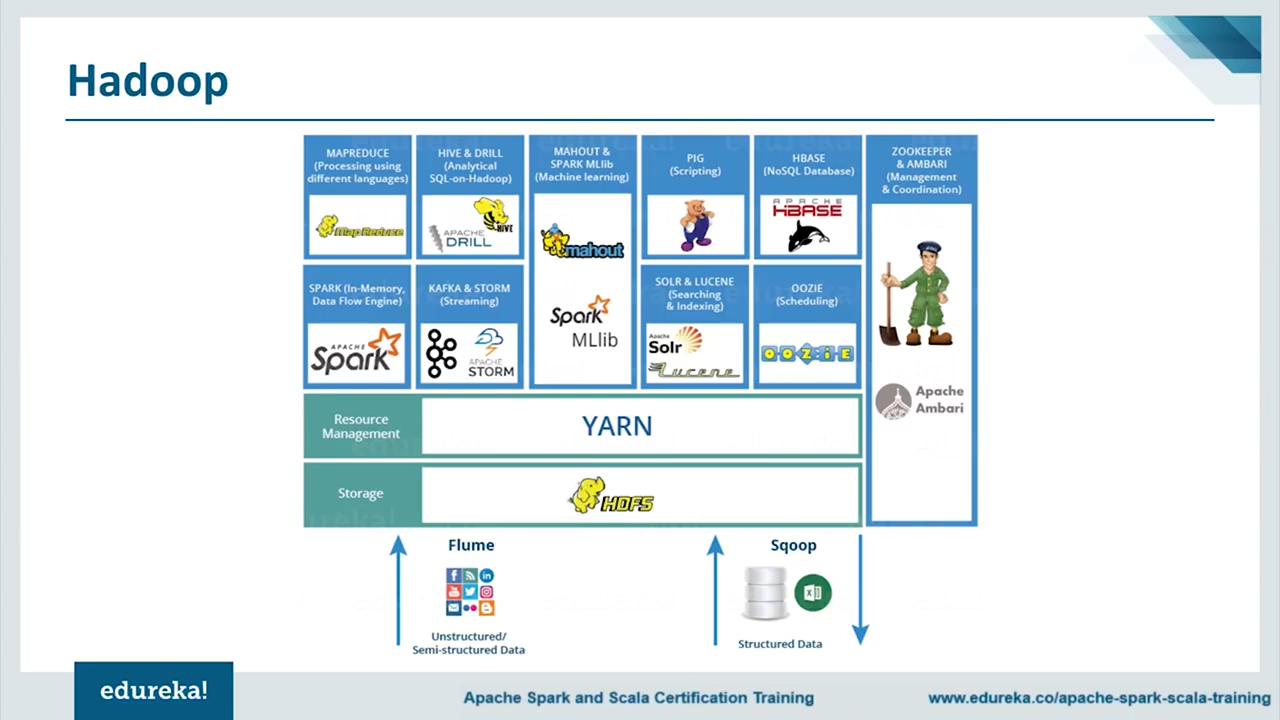 Hadoop
MAPREDUCE
(Processing using
different languages)
Map Reduce
HIVE & DRILL
(Analytical
SQL-on-Hadoop)
HIVE
APACHE
DRILL
MAHOUT &
SPARK MLlib
(Machine learning)
mahout
Spark
MLlib
PIG
(Scripting)
HBASE
(NoSQL Database)
APACHE
HBASE
ZOOKEEPER
& AMBARI
(Management
& Coordination)
Apache
Ambari
SPARK (In-Memory,
Data Flow Engine)
APACHE
Spark
KAFKA & STORM
(Streaming)
APACHE
STORM
SOLR & LUCENE
(Searching
& Indexing)
Apache
Solr
Lucene
OOZIE
(Scheduling)
OOZIE
Resource
Management
YARN
Storage
HDFS
Flume
Unstructured/
Semi-structured Data
Sqoop
Structured Data
edureka!
Apache Spark and Scala Certification Training
www.edureka.co/apache-spark-scala-training